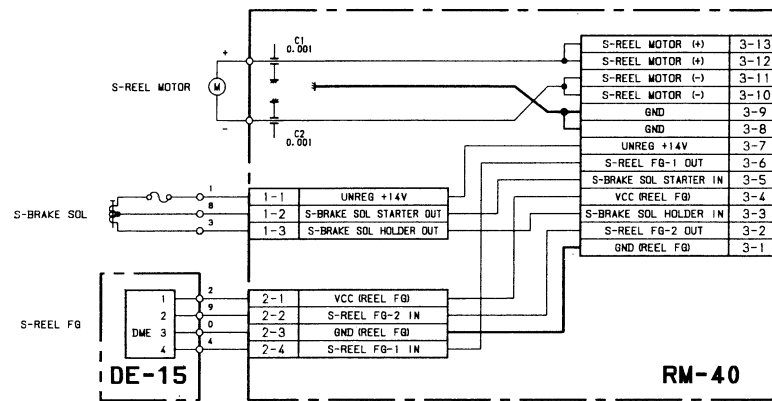 C1
0.001
+
S-REEL MOTOR
M
-
C2
0.001
S-REEL MOTOR (+) 3-13
S-REEL MOTOR (+) 3-12
S-REEL MOTOR (-) 3-11
S-REEL MOTOR (-) 3-10
GND 3-9
GND 3-8
UNREG +14V 3-7
S-REEL FG-1 OUT 3-6
S-BRAKE SOL STARTER IN 3-5
VCC (REEL FG) 3-4
S-BRAKE SOL HOLDER IN 3-3
S-REEL FG-2 OUT 3-2
GND (REEL FG) 3-1
S-BRAKE SOL
1 1-1 UNREG +14V
8 1-2 S-BRAKE SOL STARTER OUT
3 1-3 S-BRAKE SOL HOLDER OUT
S-REEL FG
DME
1 2 2-1 VCC (REEL FG)
2 9 2-2 S-REEL FG-2 IN
3 0 2-3 GND (REEL FG)
4 4 2-4 S-REEL FG-1 IN
DE-15
RM-40